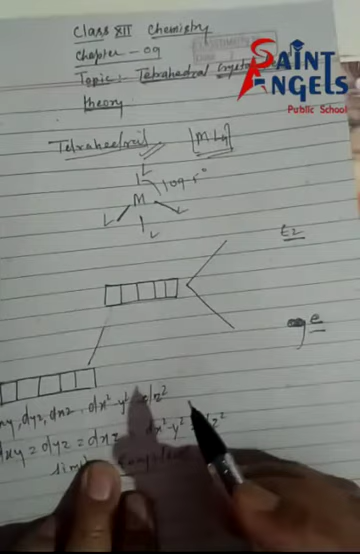 Class XII Chemistry
Chapter - 09
Topic: Tetrahedral Crystal
theory
SAINT ANGELS
Public School
Tetrahedral [ML4]
L
109.5°
M
L L
L
t2
e
dxy, dyz, dxz, dx²-y², dz²
dxy = dyz = dxz dx²-y² = dz²